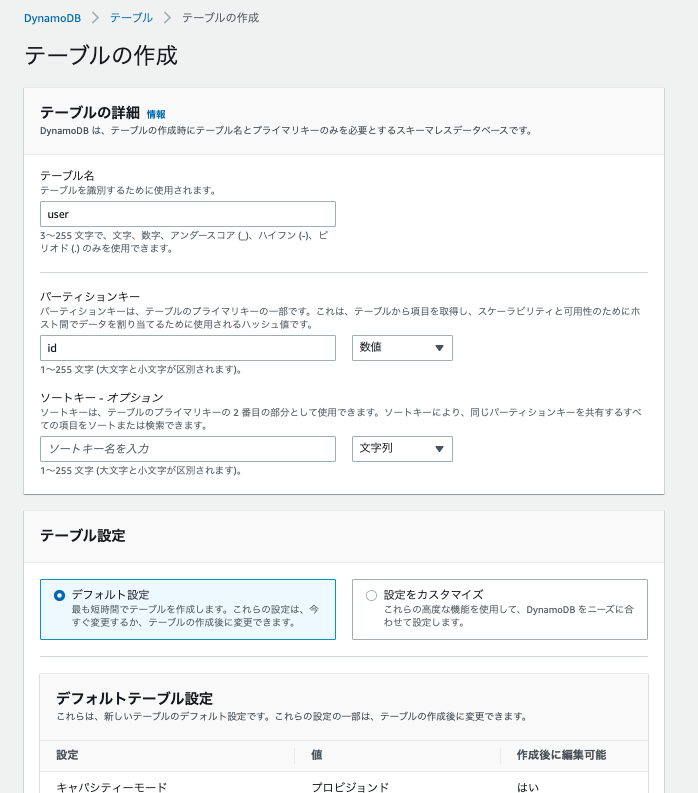 DynamoDB > テーブル > テーブルの作成
テーブルの作成
テーブルの詳細 情報
DynamoDB は、テーブルの作成時にテーブル名とプライマリキーのみを必要とするスキーマレスデータベースです。
テーブル名
テーブルを識別するために使用されます。
user
3～255 文字で、文字、数字、アンダースコア (_)、ハイフン (-)、ピ
リオド (.) のみを使用できます。
パーティションキー
パーティションキーは、テーブルのプライマリキーの一部です。これは、テーブルから項目を取得し、スケーラビリティと可用性のためにホ
スト間でデータを割り当てるために使用されるハッシュ値です。
id 数値
1～255 文字 (大文字と小文字が区別されます)。
ソートキー - オプション
ソートキーは、テーブルのプライマリキーの 2 番目の部分として使用できます。ソートキーにより、同じパーティションキーを共有するすべ
ての項目をソートまたは検索できます。
ソートキー名を入力 文字列
1～255 文字 (大文字と小文字が区別されます)。
テーブル設定
デフォルト設定
最も短時間でテーブルを作成します。これらの設定は、今
すぐ変更するか、テーブルの作成後に変更できます。
設定をカスタマイズ
これらの高度な機能を使用して、DynamoDB をニーズに合
わせて設定します。
デフォルトテーブル設定
これらは、新しいテーブルのデフォルト設定です。これらの設定の一部は、テーブルの作成後に変更できます。
設定 値 作成後に編集可能
キャパシティーモード プロビジョンド はい